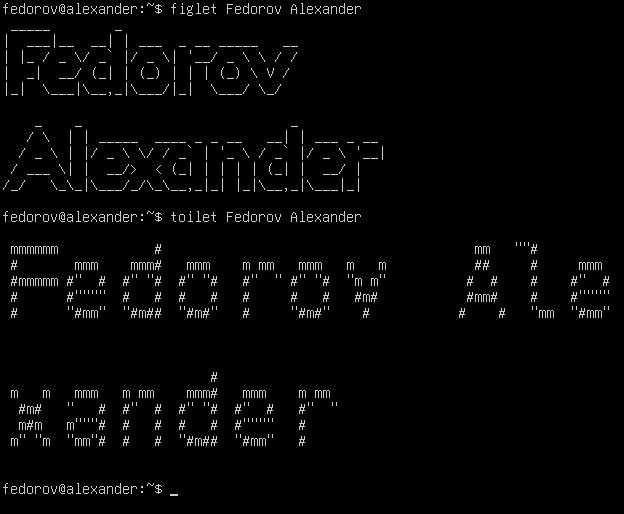 fedorov@alexander:~$ figlet Fedorov Alexander
Fedorov
Alexander
fedorov@alexander:~$ toilet Fedorov Alexander
Fedorov Ale
xander
fedorov@alexander:~$ _